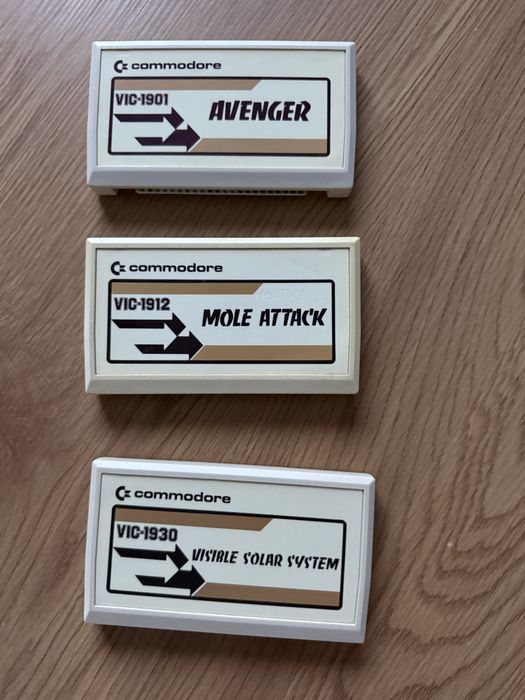 commodore
VIC-1901
AVENGER
commodore
VIC-1912
MOLE ATTACK
commodore
VIC-1930
VISIBLE SOLAR SYSTEM